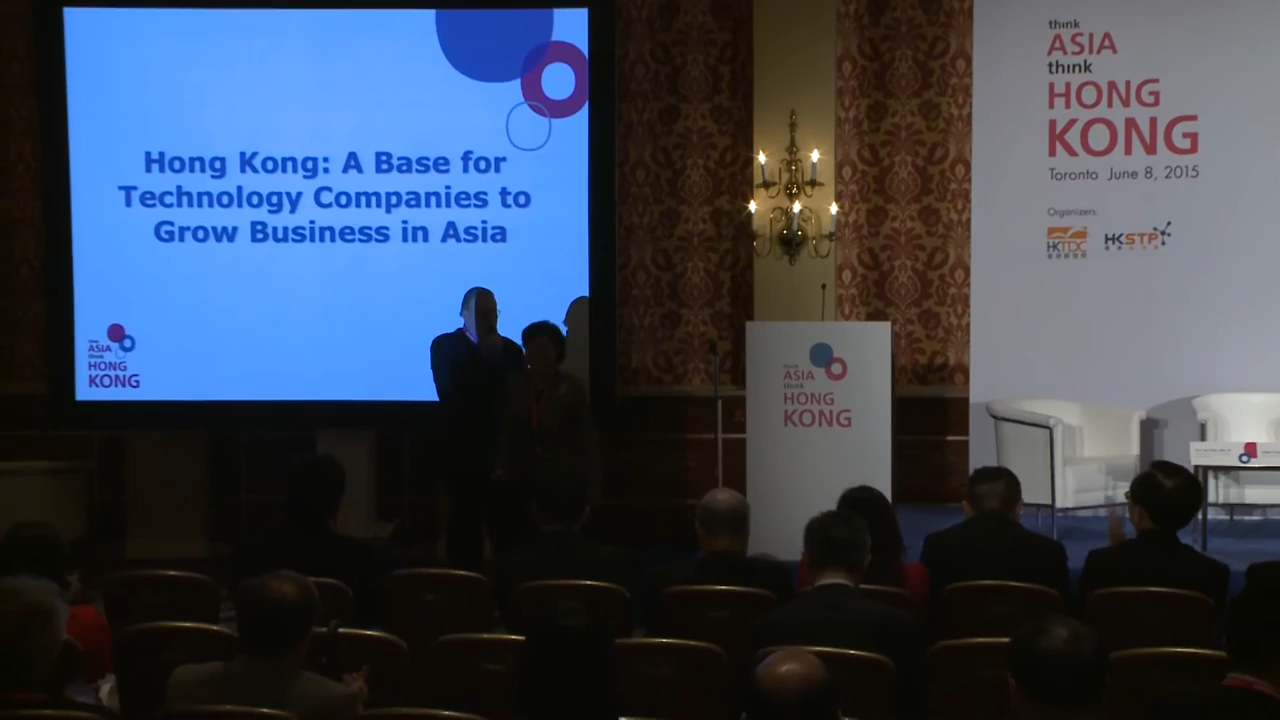 Hong Kong: A Base for
Technology Companies to
Grow Business in Asia
ASIA
think
HONG
KONG
think
ASIA
think
HONG
KONG
Toronto June 8, 2015
Organizers:
HKTDC
HKSTP
think
ASIA
think
HONG
KONG